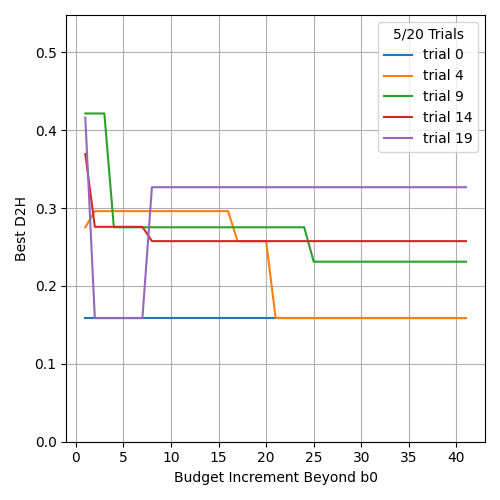 5/20 Trials
trial 0
trial 4
trial 9
trial 14
trial 19
0.5
0.4
0.3
0.2
0.1
0.0
Best D2H
0 5 10 15 20 25 30 35 40
Budget Increment Beyond b0